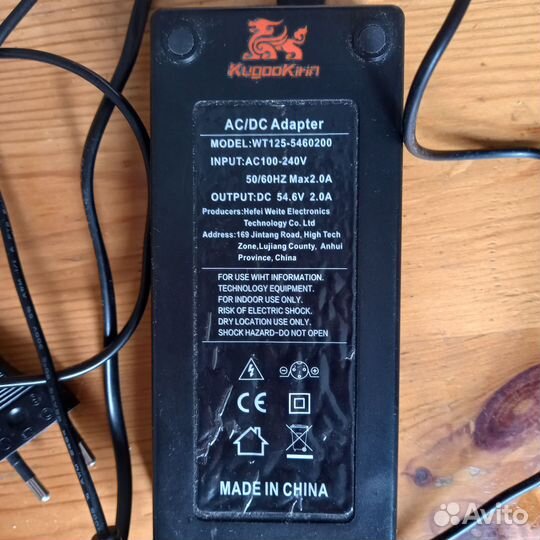 KugooKirin
AC/DC Adapter
MODEL:WT125-5460200
INPUT:AC100-240V
50/60HZ Max2.0A
OUTPUT:DC 54.6V 2.0A
Producers:Hefei Weite Electronics
Technology Co. Ltd
Address:169 Jintang Road, High Tech
Zone,Lujiang County, Anhui
Province, China
FOR USE WIHT INFORMATION.
TECHNOLOGY EQUIPMENT.
FOR INDOOR USE ONLY.
RISK OF ELECTRIC SHOCK.
DRY LOCATION USE ONLY.
SHOCK HAZARD-DO NOT OPEN
CE
MADE IN CHINA
Avito